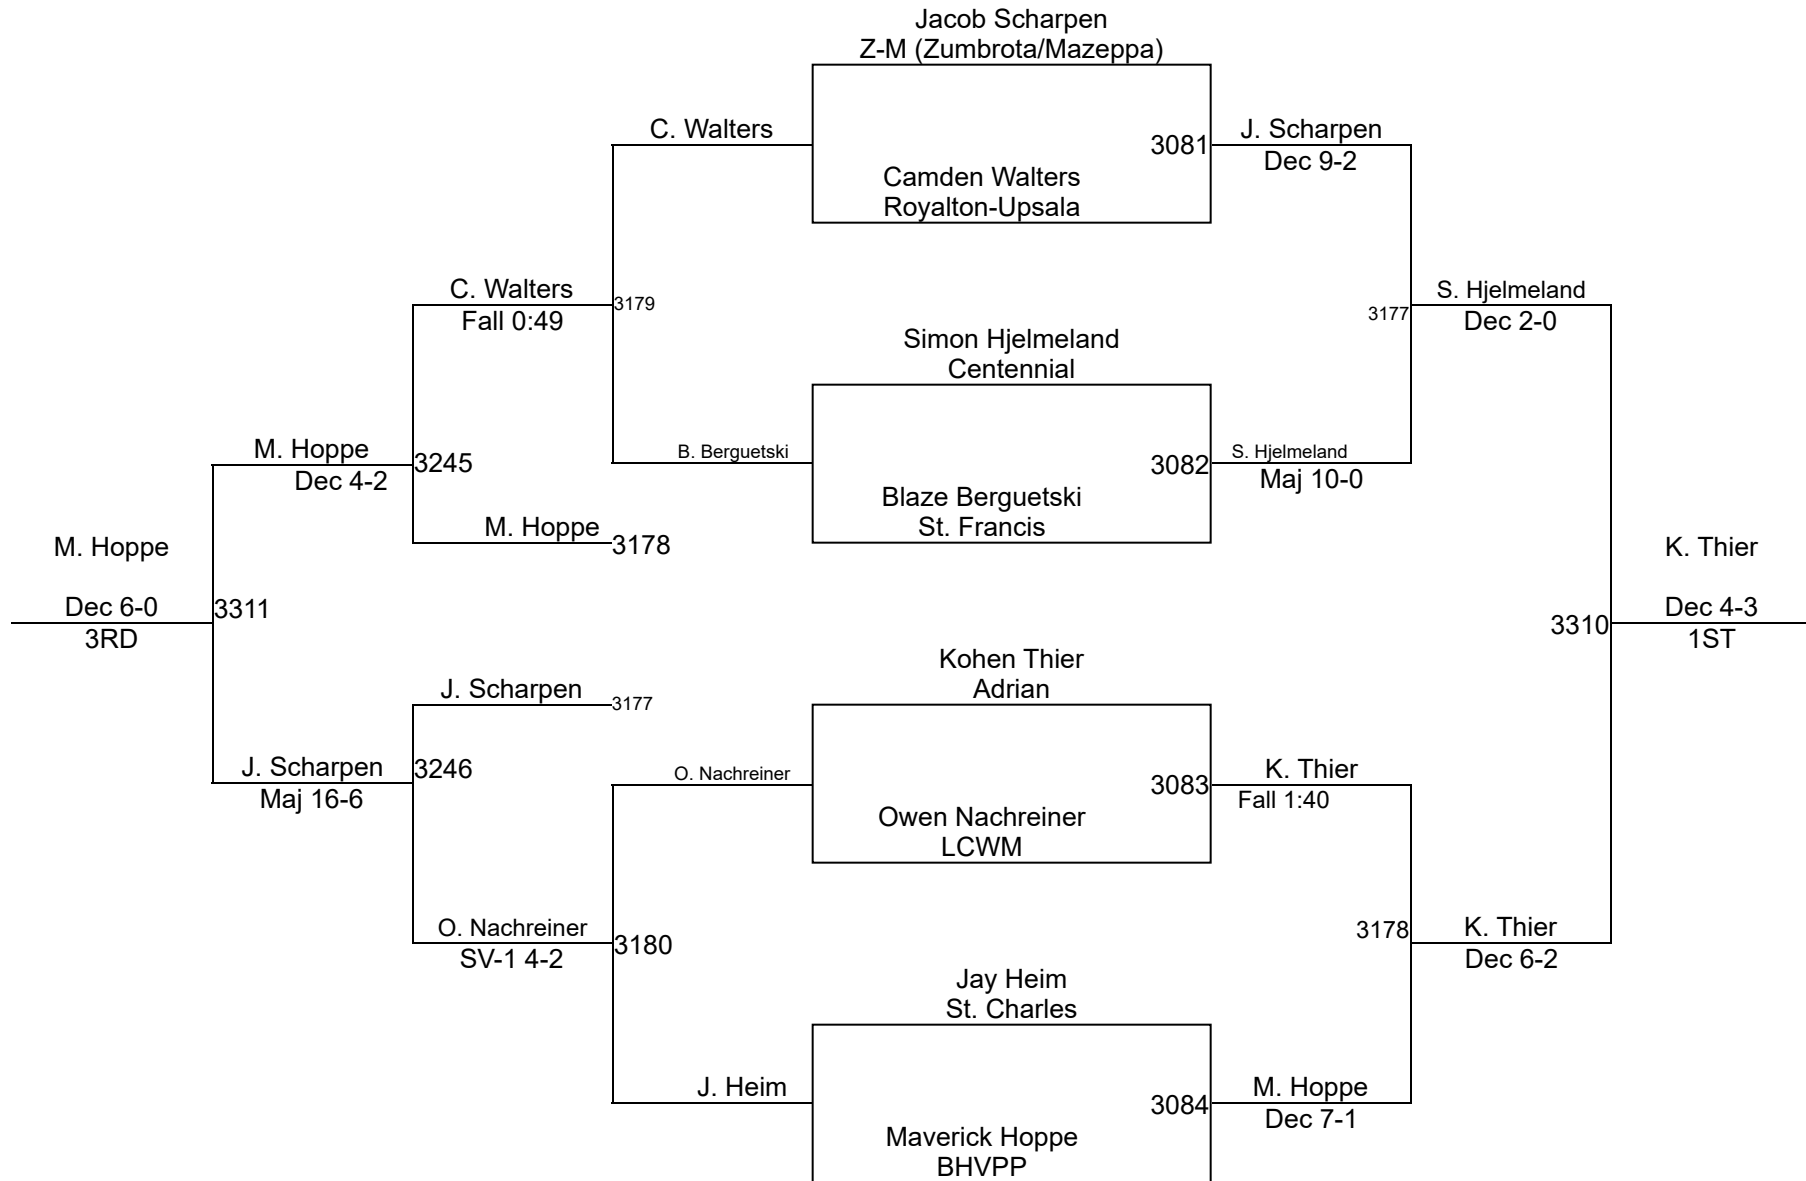 Jacob Scharpen
Z-M (Zumbrota/Mazeppa)
C. Walters
3081
J. Scharpen
Dec 9-2
Camden Walters
Royalton-Upsala
C. Walters
Fall 0:49
3179
3177
S. Hjelmeland
Dec 2-0
Simon Hjelmeland
Centennial
M. Hoppe
Dec 4-2
3245
B. Berguetski
3082
S. Hjelmeland
Maj 10-0
Blaze Berguetski
St. Francis
M. Hoppe
3178
M. Hoppe
Dec 6-0
3RD
3311
3310
K. Thier
Dec 4-3
1ST
Kohen Thier
Adrian
J. Scharpen
3177
J. Scharpen
Maj 16-6
3246
O. Nachreiner
3083
K. Thier
Fall 1:40
Owen Nachreiner
LCWM
O. Nachreiner
SV-1 4-2
3180
3178
K. Thier
Dec 6-2
Jay Heim
St. Charles
J. Heim
3084
M. Hoppe
Dec 7-1
Maverick Hoppe
BHVPP